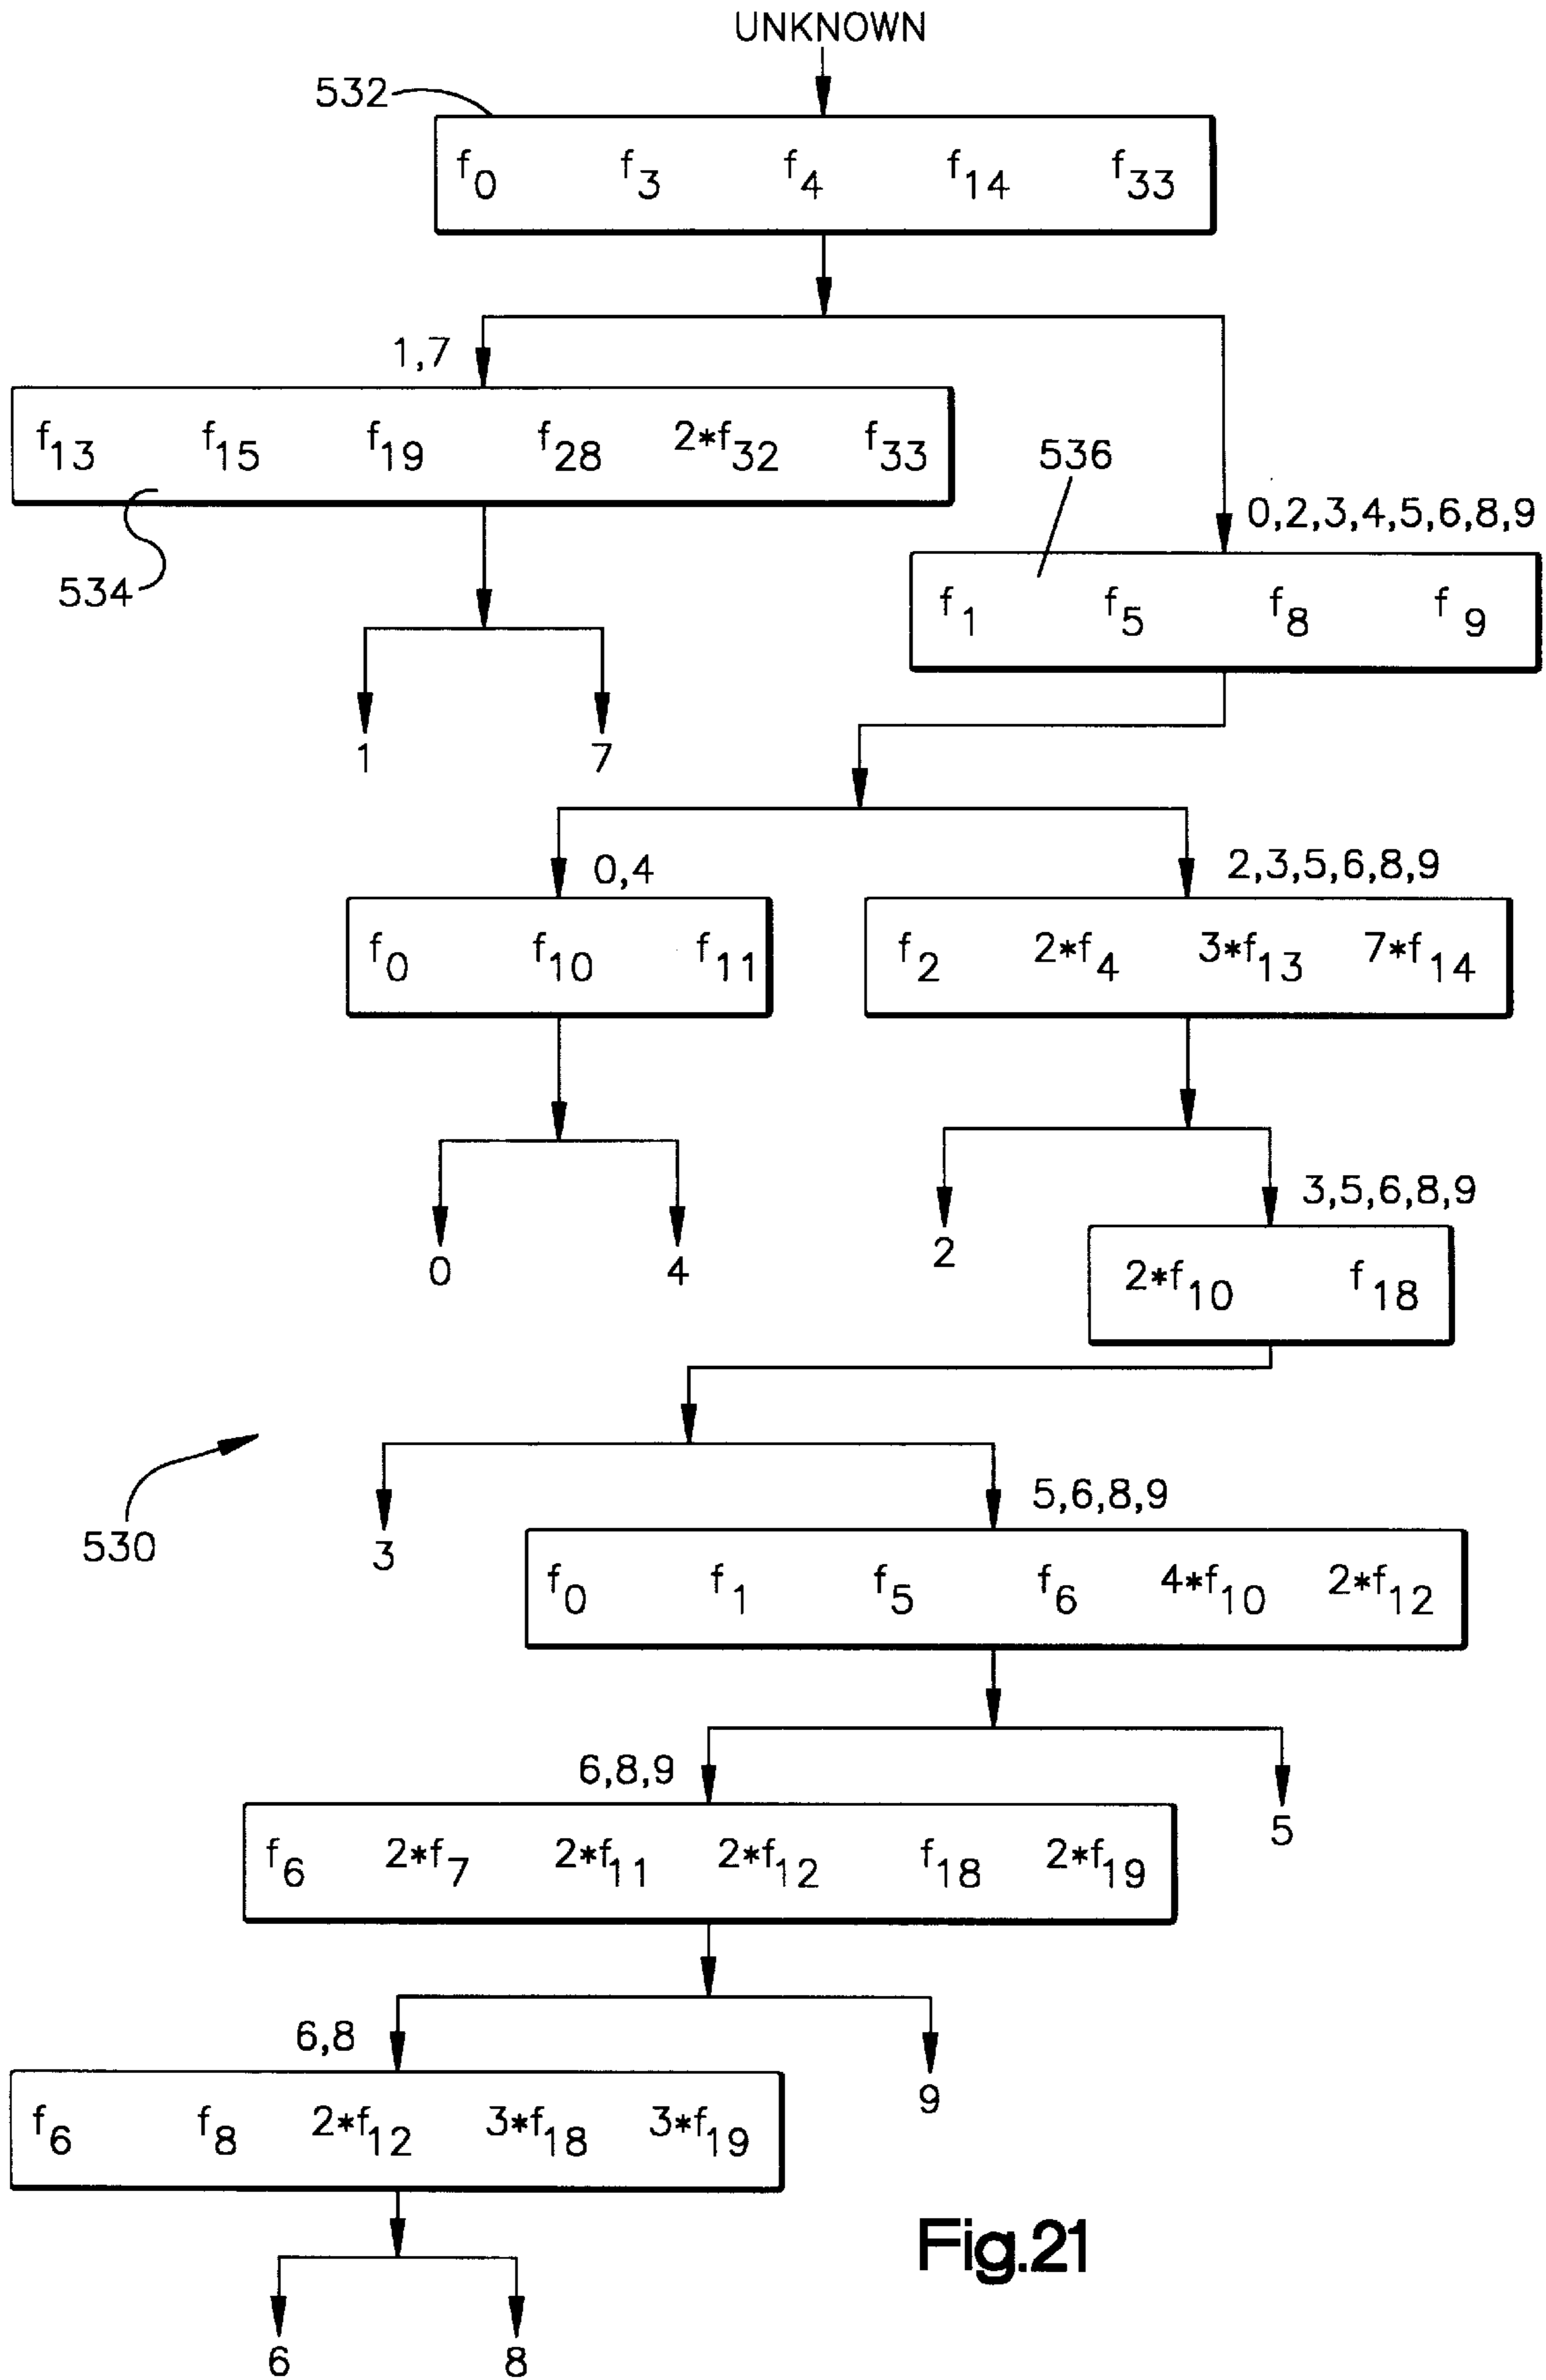 UNKNOWN
532
f0 f3 f4 f14 f33
1,7
f13 f15 f19 f28 2*f32 f33
536
0,2,3,4,5,6,8,9
534
f1 f5 f8 f9
1 7
0,4 2,3,5,6,8,9
f0 f10 f11 f2 2*f4 3*f13 7*f14
3,5,6,8,9
0 4 2
2*f10 f18
5,6,8,9
530 3
f0 f1 f5 f6 4*f10 2*f12
6,8,9
5
f6 2*f7 2*f11 2*f12 f18 2*f19
6,8
9
f6 f8 2*f12 3*f18 3*f19
Fig.21
6 8